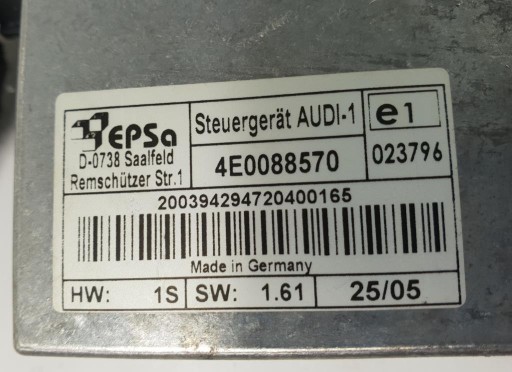 EPSa
D-0738 Saalfeld
Remschützer Str.1
Steuergerät AUDI-1
4E0088570
e1
023796
200394294720400165
Made in Germany
HW: 1S SW: 1.61 25/05